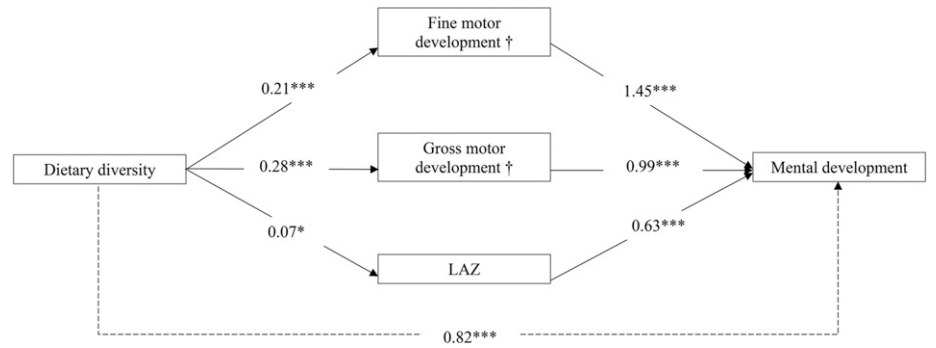 Fine motor
development †
0.21***
1.45***
Dietary diversity
0.28***
Gross motor
development †
0.99***
Mental development
0.07*
0.63***
LAZ
0.82***